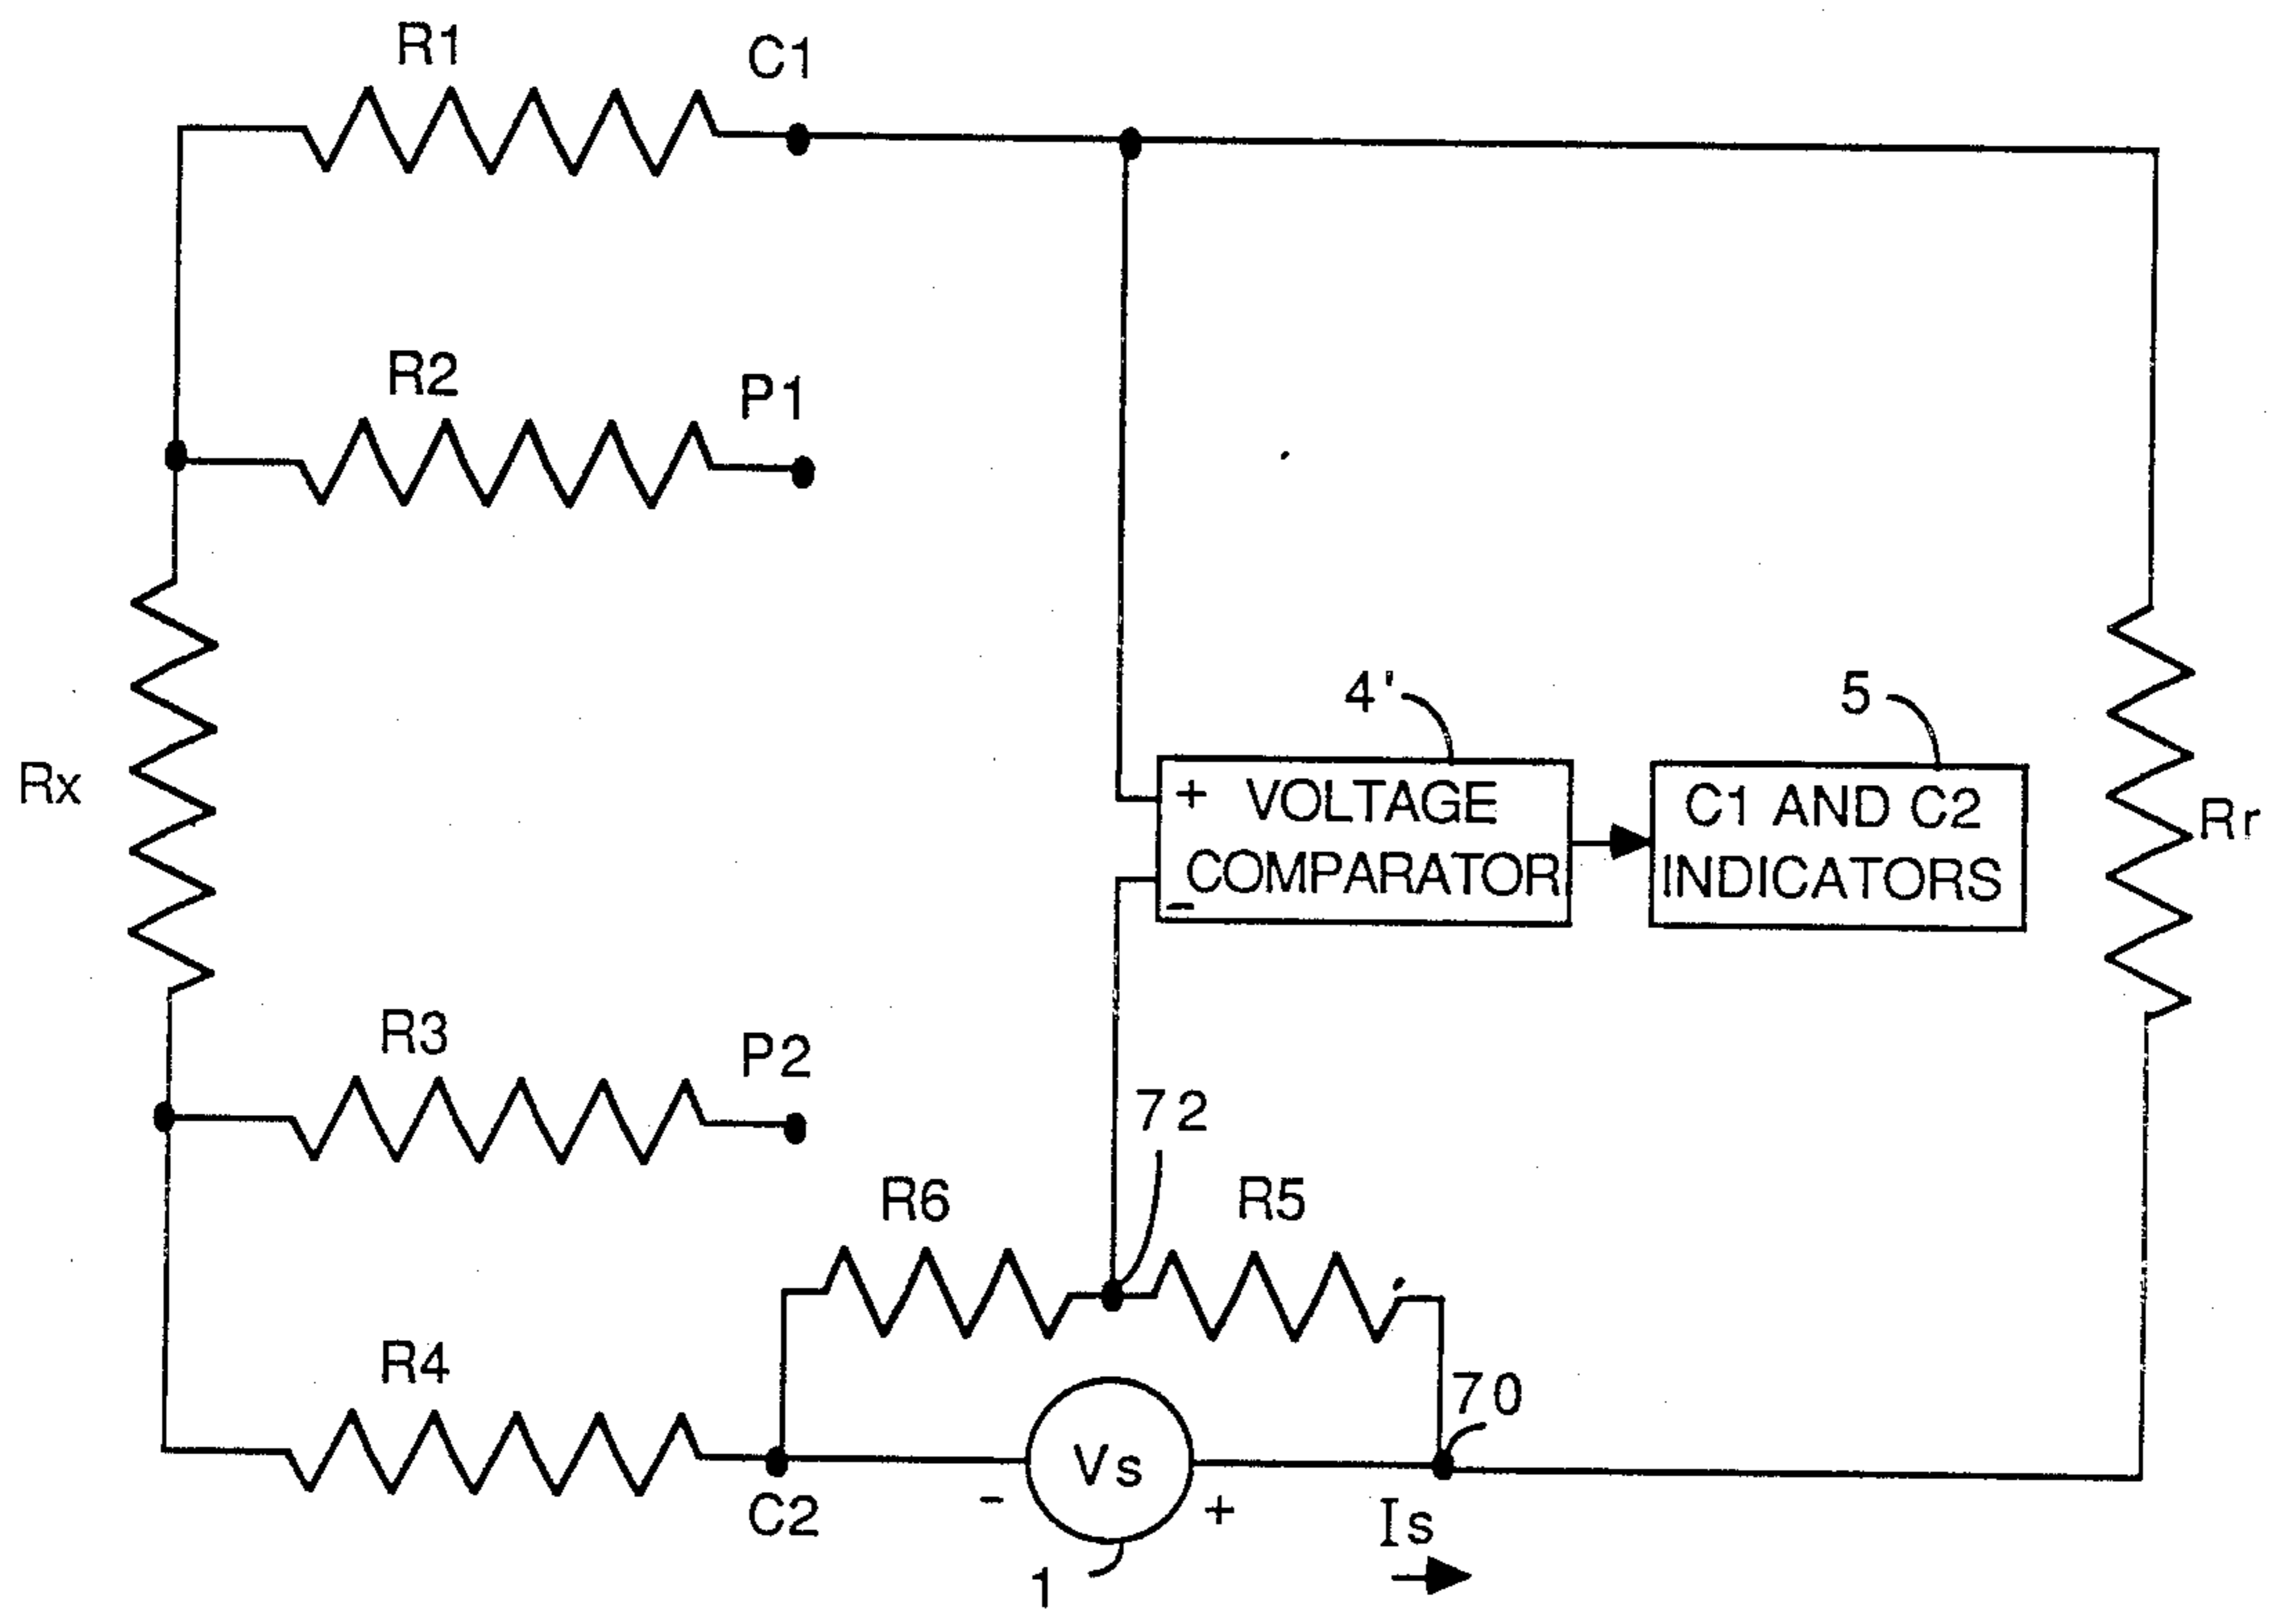 R1
C1
R2
P1
Rx
4'
5
+ VOLTAGE
COMPARATOR
-
C1 AND C2
INDICATORS
Rr
R3
P2
72
R6
R5
R4
70
C2
-
Vs
+
Is
1